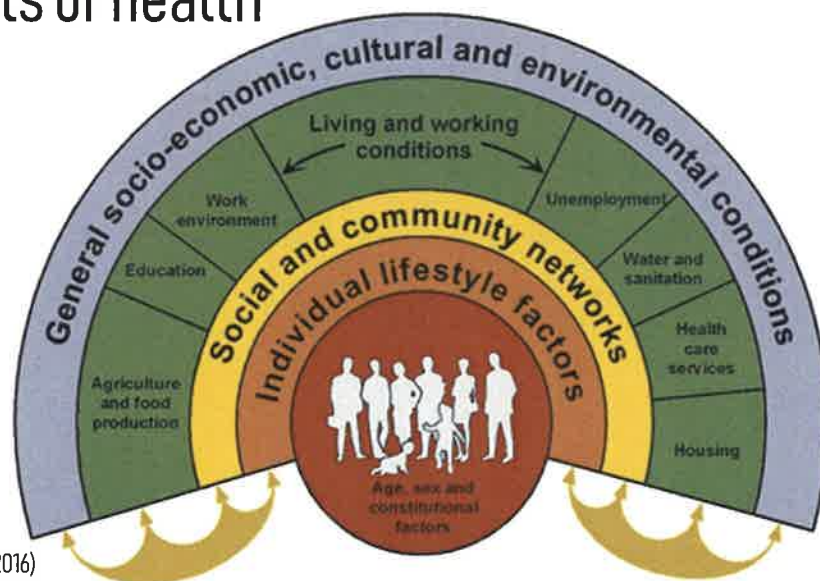 ts of health
General socio-economic, cultural and environmental conditions
Living and working
conditions
Work
environment
Unemployment
Education
Water and
sanitation
Agriculture
and food
production
Health
care
services
Housing
Social and community networks
Individual lifestyle factors
Age, sex and
constitutional
factors
2016)